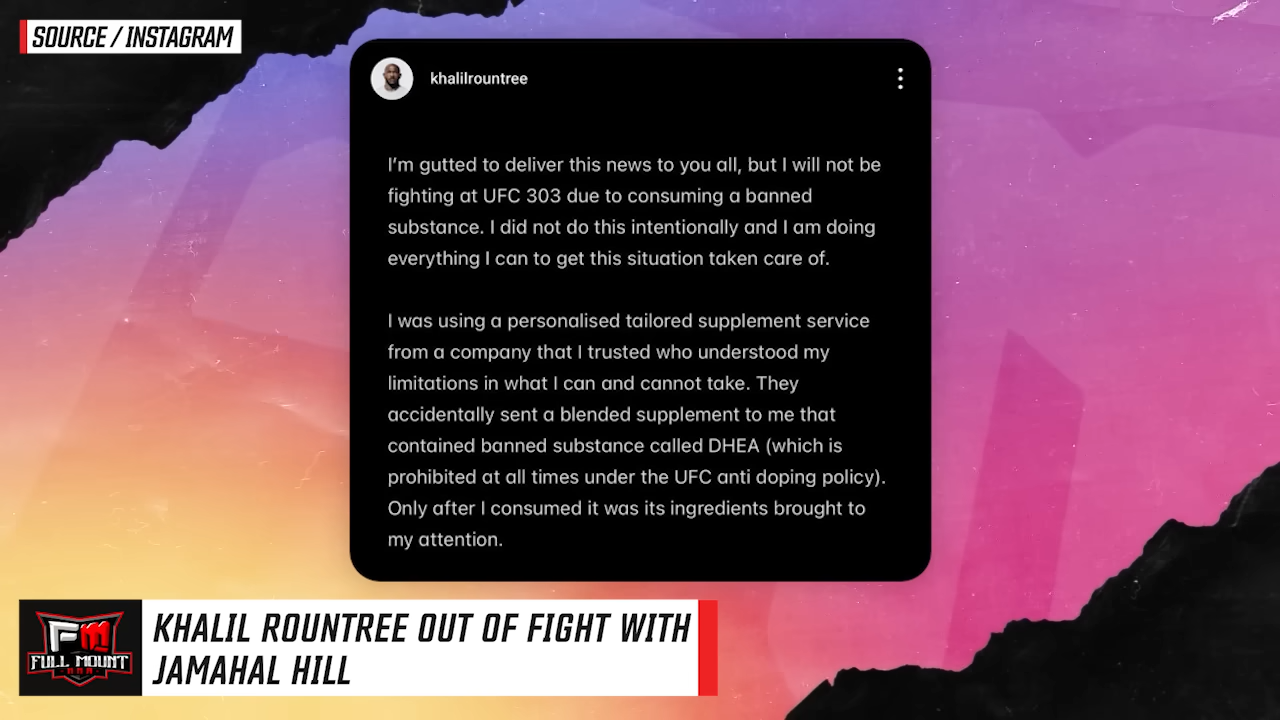 SOURCE / INSTAGRAM
khalilrountree
I’m gutted to deliver this news to you all, but I will not be
fighting at UFC 303 due to consuming a banned
substance. I did not do this intentionally and I am doing
everything I can to get this situation taken care of.
I was using a personalised tailored supplement service
from a company that I trusted who understood my
limitations in what I can and cannot take. They
accidentally sent a blended supplement to me that
contained banned substance called DHEA (which is
prohibited at all times under the UFC anti doping policy).
Only after I consumed it was its ingredients brought to
my attention.
KHALIL ROUNTREE OUT OF FIGHT WITH
JAMAHAL HILL
FM
FULL MOUNT